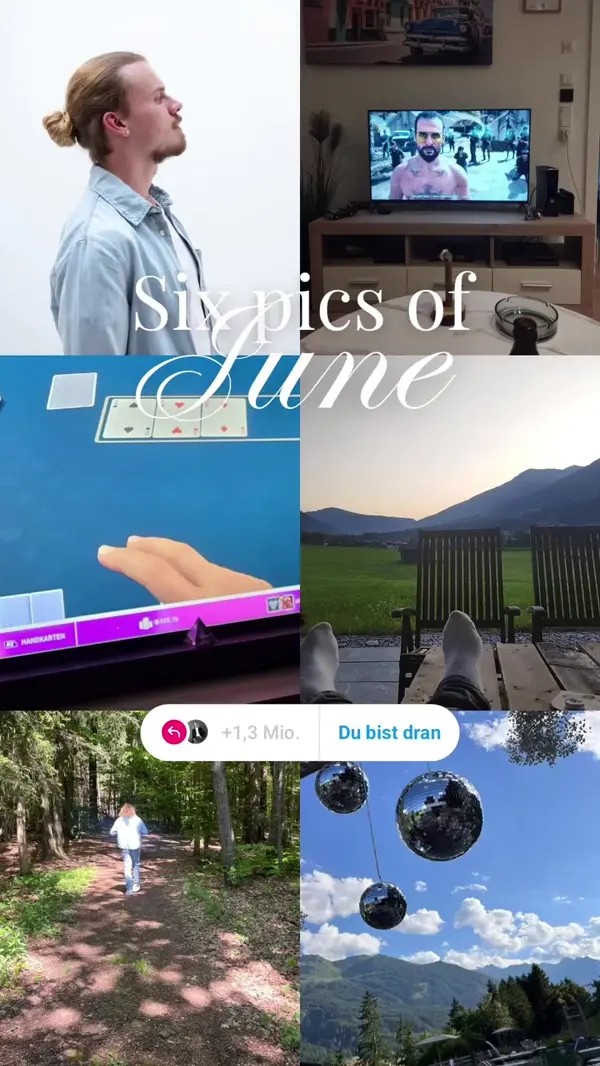 Six pics of
June
HANDKARTEN
+1,3 Mio.
Du bist dran